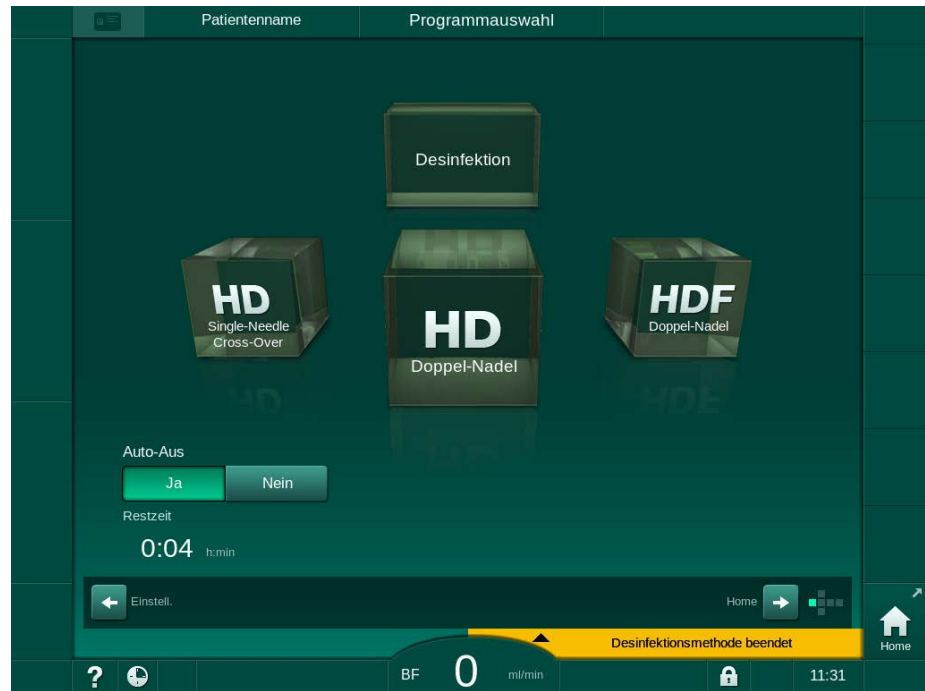 Patientenname
Programmauswahl
Desinfektion
HD
Single-Needle
Cross-Over
HD
Doppel-Nadel
HDF
Doppel-Nadel
Auto-Aus
Ja
Nein
Restzeit
0:04 h:min
Einstell.
Home
Desinfektionsmethode beendet
Home
?
BF 0 ml/min
11:31